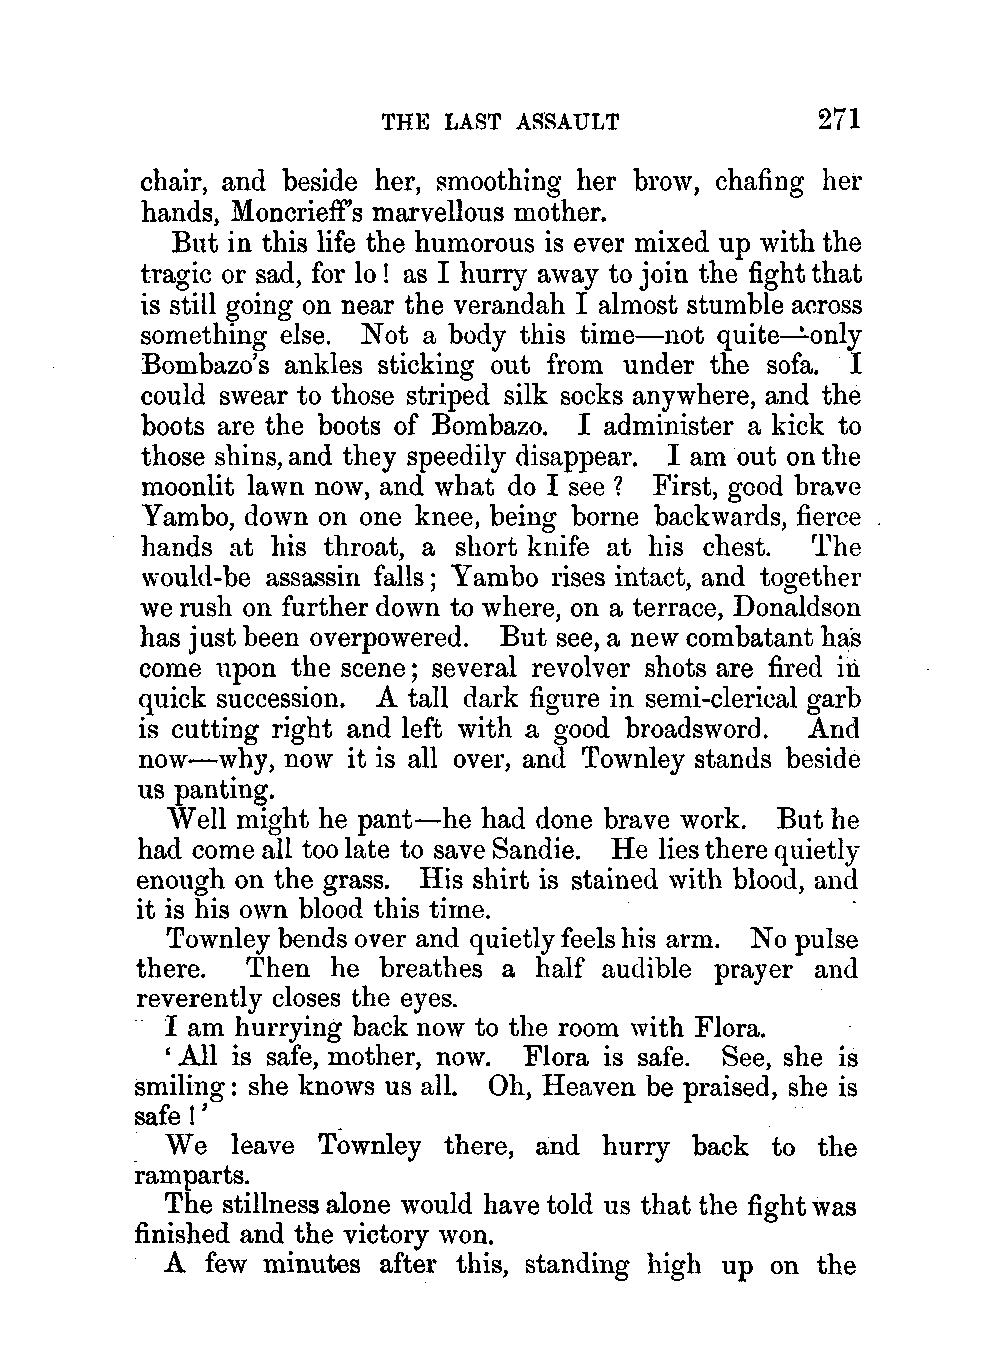 THE LAST ASSAULT 271
chair, and beside her, smoothing her brow, chafing her
hands, Moncrieff's marvellous mother.
But in this life the humorous is ever mixed up with the
tragic or sad, for lo! as I hurry away to join the fight that
is still going on near the verandah I almost stumble across
something else. Not a body this time—not quite—only
Bombazo's ankles sticking out from under the sofa. I
could swear to those striped silk socks anywhere, and the
boots are the boots of Bombazo. I administer a kick to
those shins, and they speedily disappear. I am out on the
moonlit lawn now, and what do I see? First, good brave
Yambo, down on one knee, being borne backwards, fierce
hands at his throat, a short knife at his chest. The
would-be assassin falls; Yambo rises intact, and together
we rush on further down to where, on a terrace, Donaldson
has just been overpowered. But see, a new combatant has
come upon the scene; several revolver shots are fired in
quick succession. A tall dark figure in semi-clerical garb
is cutting right and left with a good broadsword. And
now—why, now it is all over, and Townley stands beside
us panting.
Well might he pant—he had done brave work. But he
had come all too late to save Sandie. He lies there quietly
enough on the grass. His shirt is stained with blood, and
it is his own blood this time.
Townley bends over and quietly feels his arm. No pulse
there. Then he breathes a half audible prayer and
reverently closes the eyes.
I am hurrying back now to the room with Flora.
'All is safe, mother, now. Flora is safe. See, she is
smiling: she knows us all. Oh, Heaven be praised, she is
safe!'
We leave Townley there, and hurry back to the
ramparts.
The stillness alone would have told us that the fight was
finished and the victory won.
A few minutes after this, standing high up on the